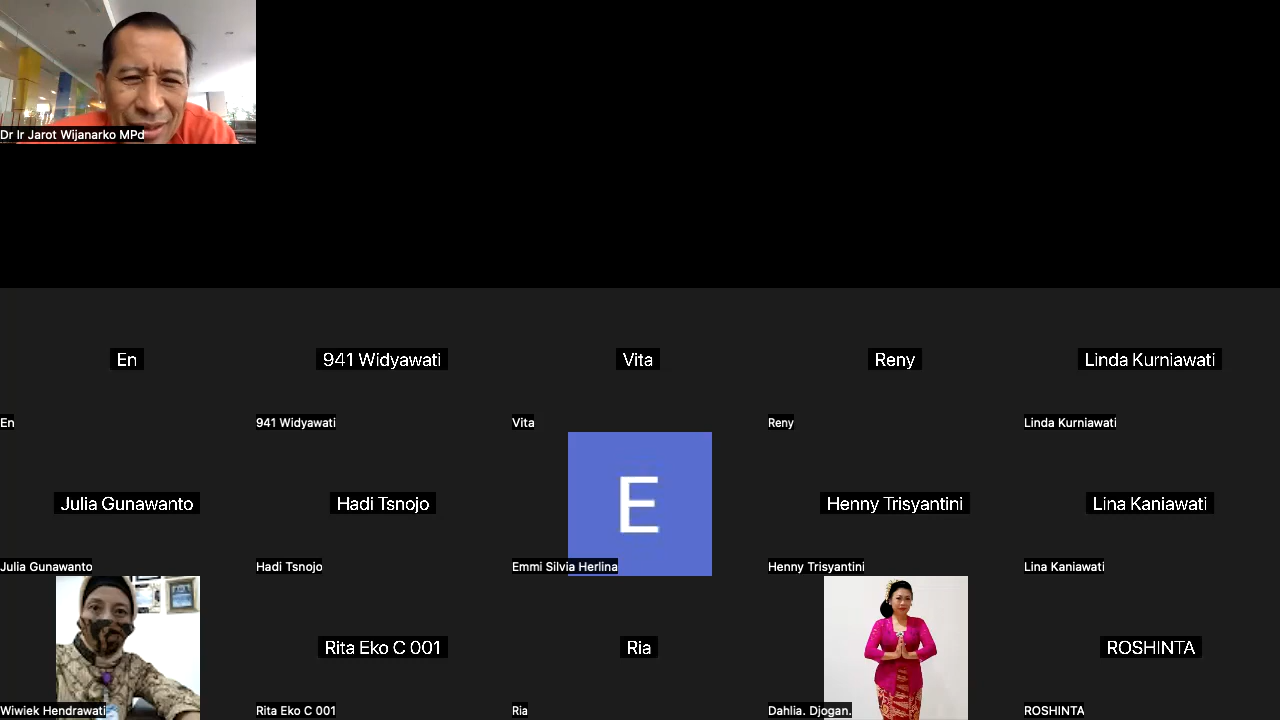 Dr Ir Jarot Wijanarko MPd
En
941 Widyawati
Vita
Reny
Linda Kurniawati
En
941 Widyawati
Vita
Reny
Linda Kurniawati
Julia Gunawanto
Hadi Tsnojo
E
Henny Trisyantini
Lina Kaniawati
Julia Gunawanto
Hadi Tsnojo
Emmi Silvia Herlina
Henny Trisyantini
Lina Kaniawati
Rita Eko C 001
Ria
ROSHINTA
Wiwiek Hendrawati
Rita Eko C 001
Ria
Dahlia. Djogan.
ROSHINTA